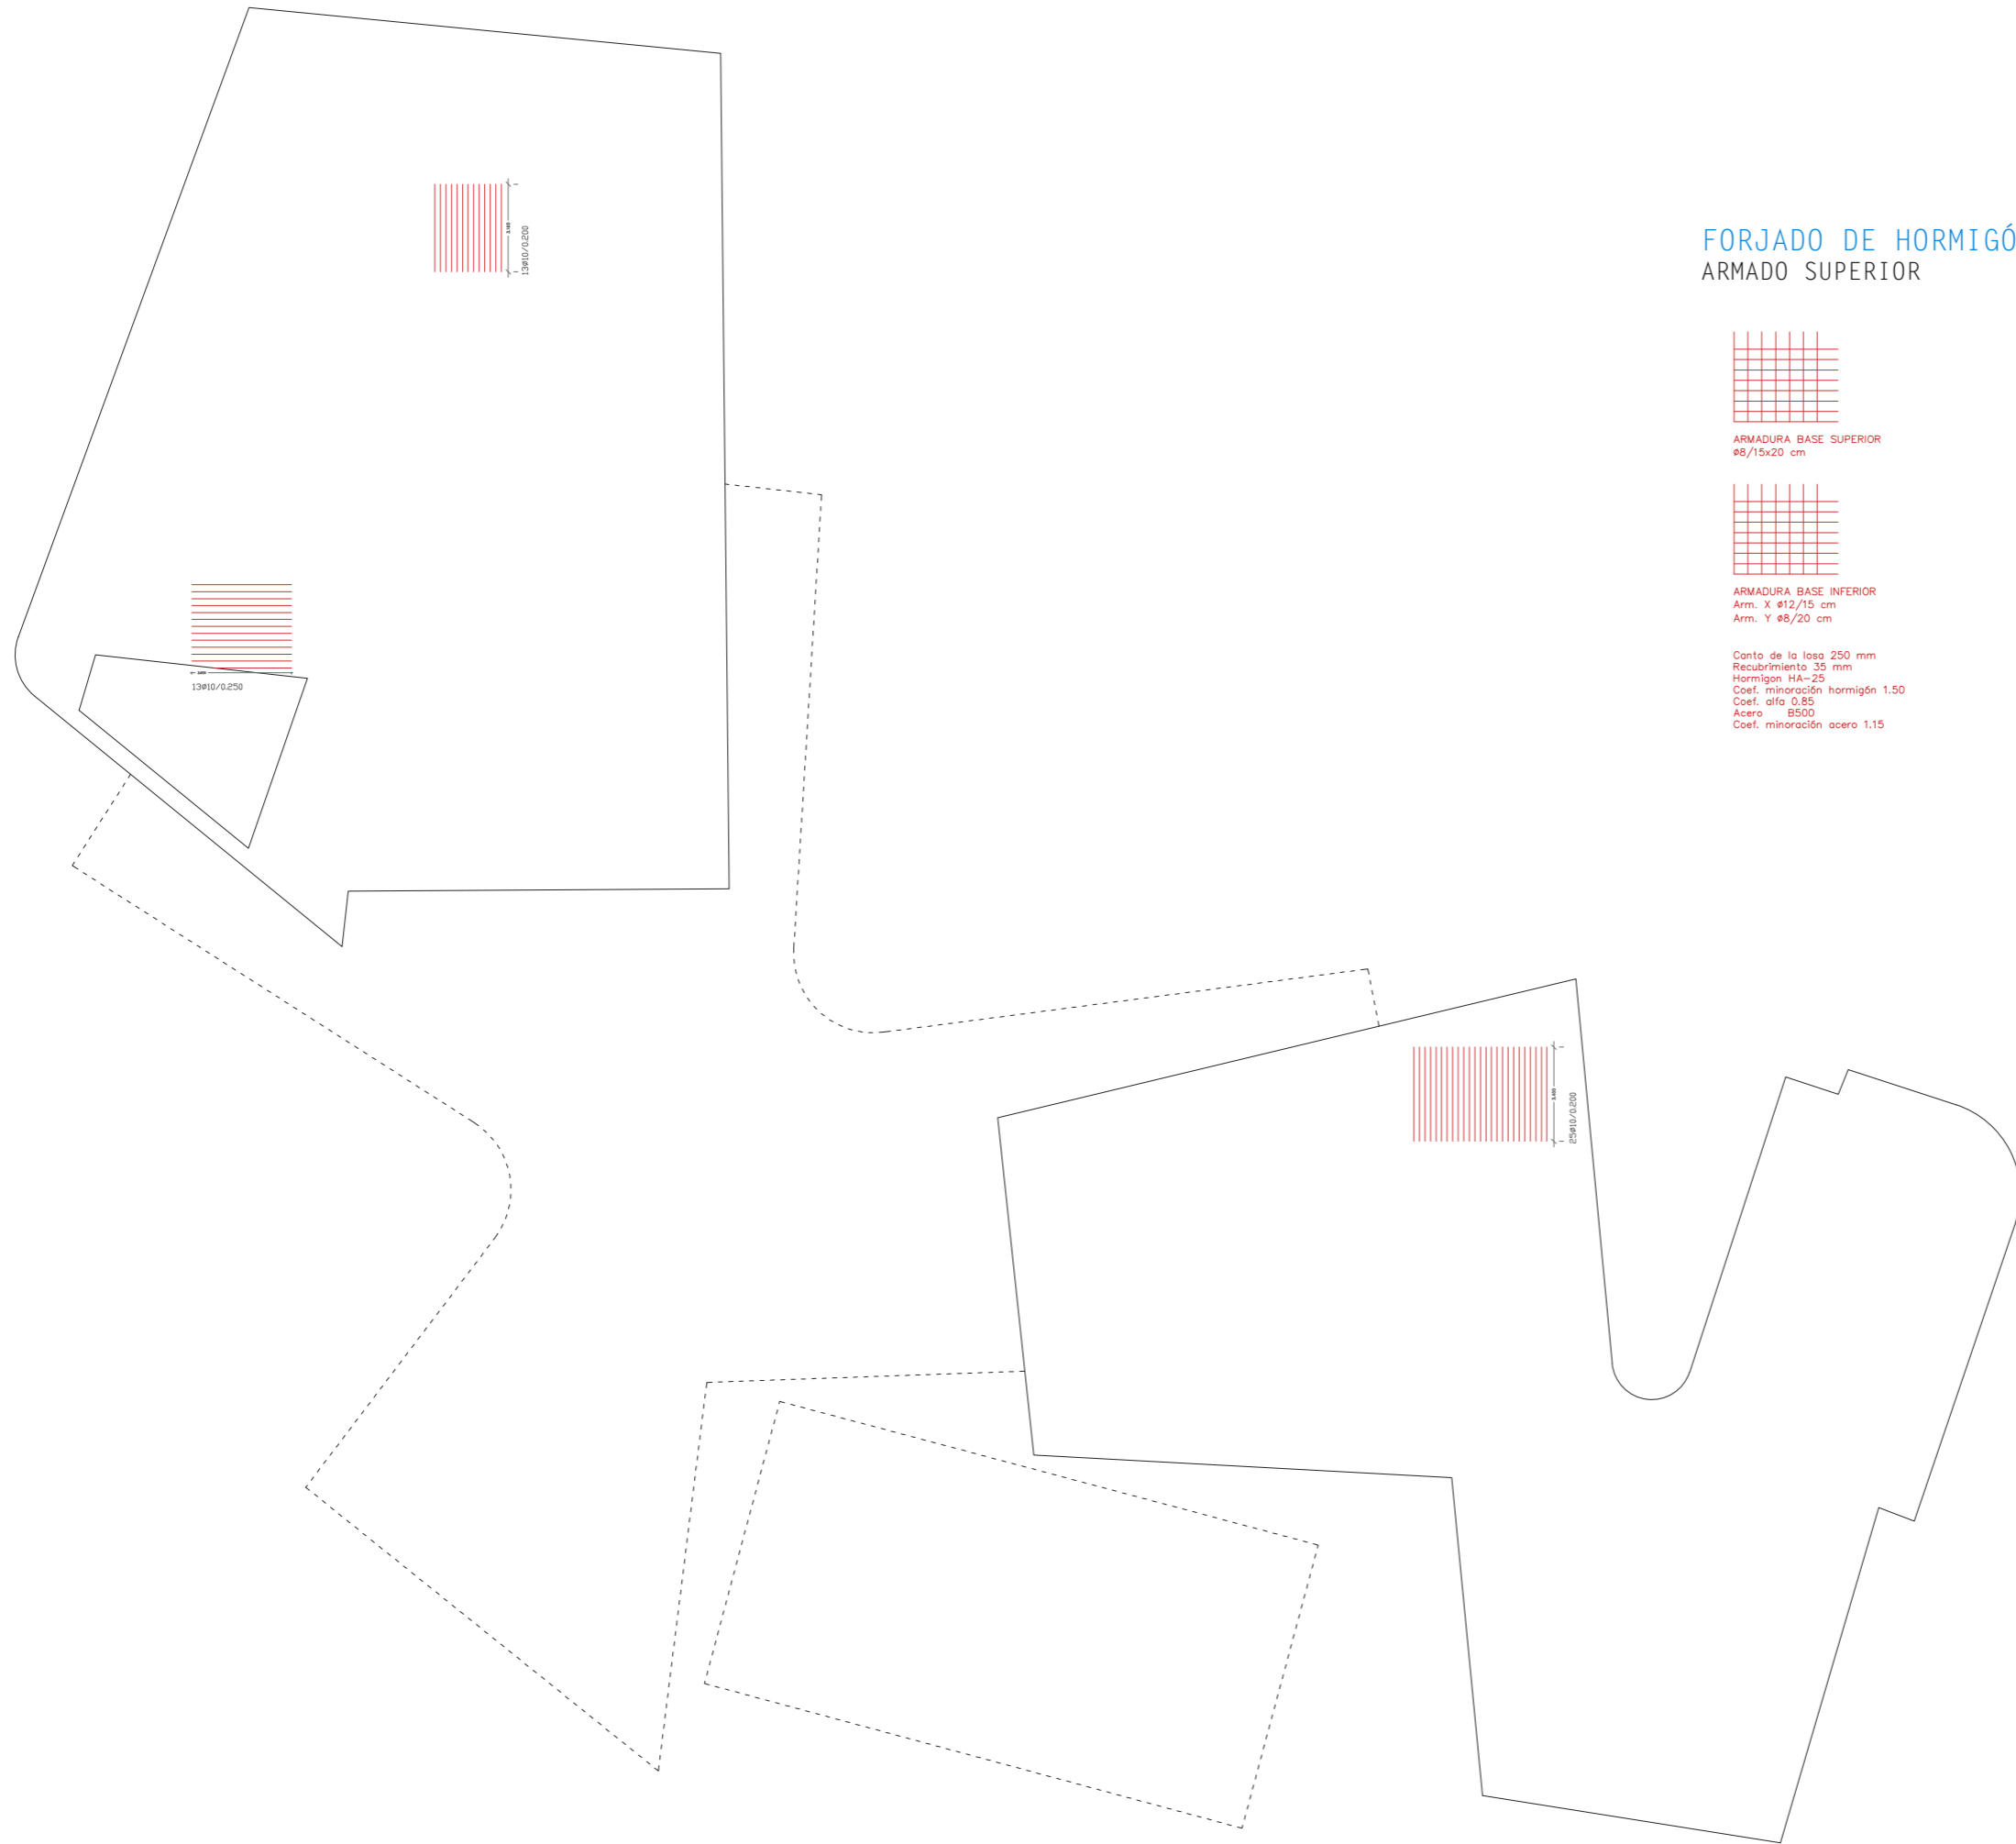 FORJADO DE HORMIGÓ
ARMADO SUPERIOR
ARMADURA BASE SUPERIOR
ø8/15x20 cm
ARMADURA BASE INFERIOR
Arm. X ø12/15 cm
Arm. Y ø8/20 cm
Canto de la losa 250 mm
Recubrimiento 35 mm
Hormigon HA-25
Coef. minoración hormigón 1.50
Coef. alfa 0.85
Acero B500
Coef. minoración acero 1.15
13ø10/0.200
13ø10/0.250
25ø10/0.200